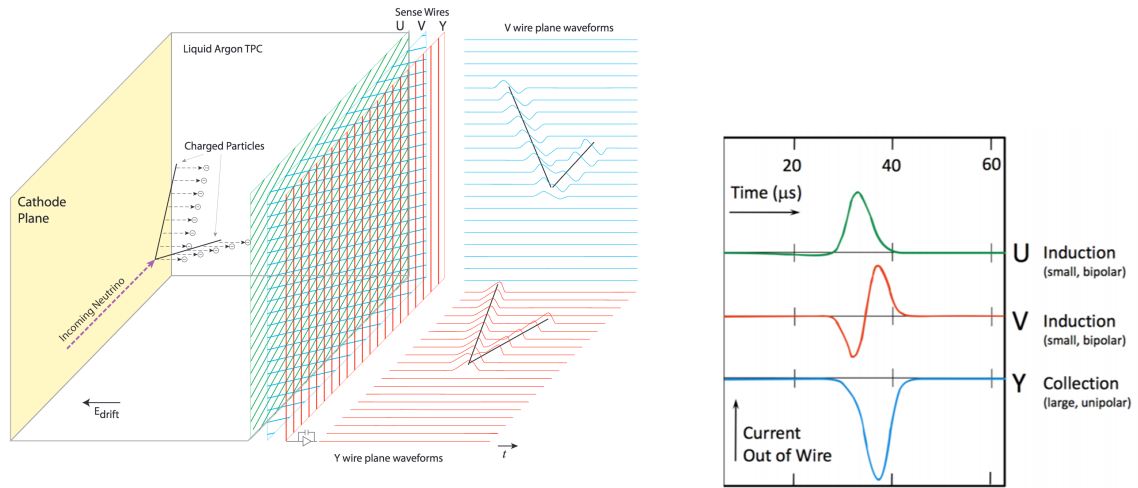 Sense Wires
U V Y
V wire plane waveforms
Liquid Argon TPC
Charged Particles
Cathode
Plane
Incoming Neutrino
Edrift
t
Y wire plane waveforms
20 40 60
Time (μs)
U Induction
(small, bipolar)
V Induction
(small, bipolar)
Y Collection
(large, unipolar)
Current
Out of Wire